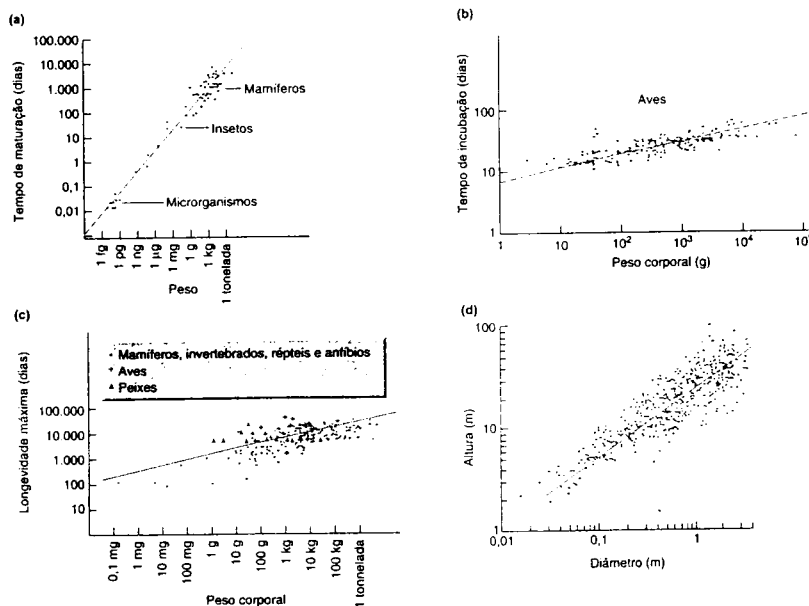 (a)
100.000
10.000
1.000
100
10
1
0,1
0,01
Tempo de maturação (dias)
Mamíferos
Insetos
Microrganismos
1 fg
1 pg
1 ng
1 µg
1 mg
1 g
1 kg
1 tonelada
Peso
(b)
Tempo de incubação (dias)
100
10
1
Aves
1
10
10²
10³
10⁴
Peso corporal (g)
(c)
Mamíferos, invertebrados, répteis e anfíbios
Aves
Peixes
Longevidade máxima (dias)
100.000
10.000
1.000
100
10
0,1 mg
1 mg
10 mg
100 mg
1 g
10 g
100 g
1 kg
10 kg
100 kg
1 tonnelada
Peso corporal
(d)
Altura (m)
100
10
1
0,01
0,1
1
Diâmetro (m)